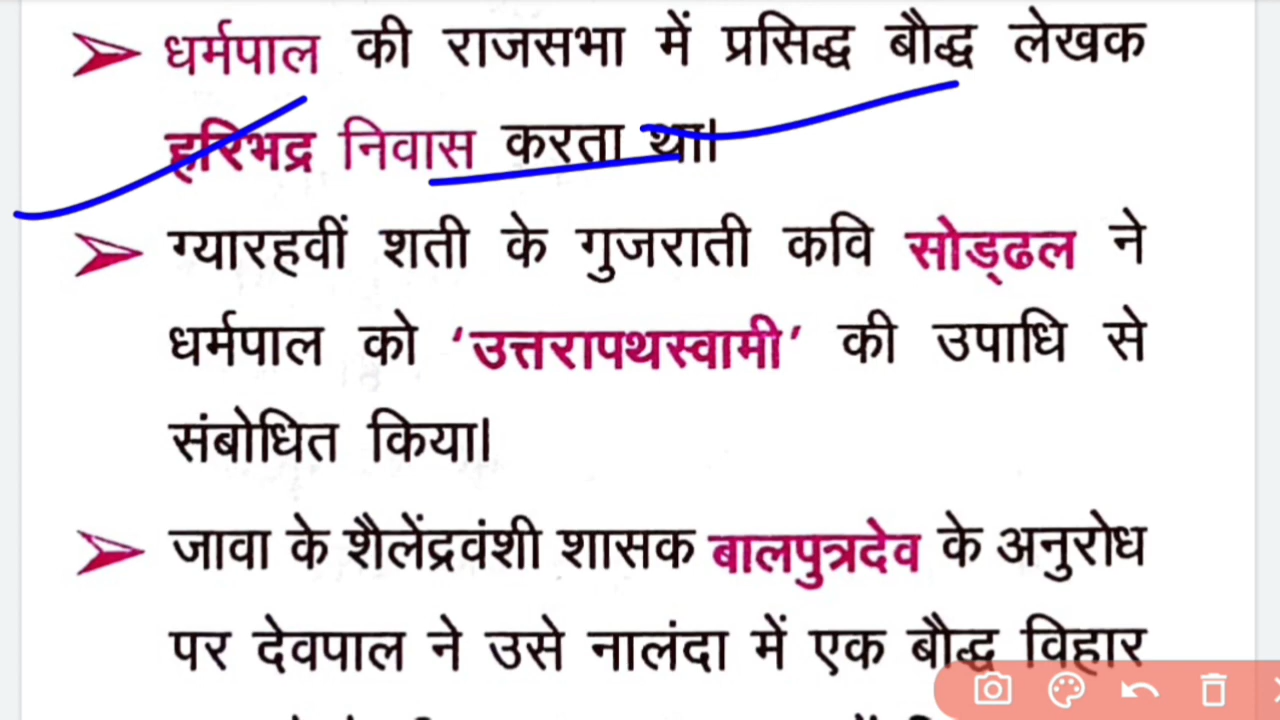 धर्मपाल की राजसभा में प्रसिद्ध बौद्ध लेखक
हरिभद्र निवास करता था।
ग्यारहवीं शती के गुजराती कवि सोड्ढल ने
धर्मपाल को ‘उत्तरापथस्वामी’ की उपाधि से
संबोधित किया।
जावा के शैलेंद्रवंशी शासक बालपुत्रदेव के अनुरोध
पर देवपाल ने उसे नालंदा में एक बौद्ध विहार